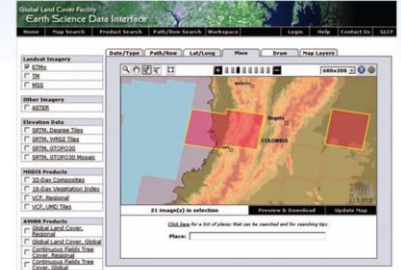 Global Land Cover Facility
Earth Science Data Interface
Home Map Search Product Search Path/Row Search Workspace Login Help Contact Us GLCF
Date/Type Path/Row Lat/Long Place Draw Map Layers
Landsat Imagery
ETM+
TM
MSS
Other Imagery
ASTER
Elevation Data
SRTM, Degree Tiles
SRTM, WRS2 Tiles
SRTM, GTOPO30
SRTM, GTOPO30 Mosaic
MODIS Products
32-Day Composites
16-Day Vegetation Index
VCF, Regional
VCF, UMD Tiles
AVHRR Products
Global Land Cover, Regional
Global Land Cover, Global
Continuous Fields Tree Cover, Regional
Continuous Fields Tree Cover, Global
600x300
Bogota
COLOMBIA
21 image(s) in selection Preview & Download Update Map
Click here for a list of places that can be searched and for searching tips.
Place: